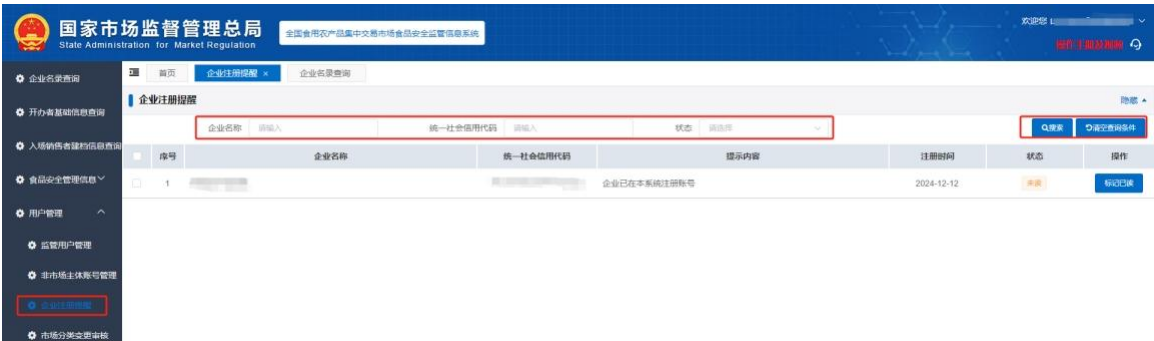 国家市场监督管理总局
State Administration for Market Regulation
全国食用农产品集中交易市场食品安全监管信息系统
欢迎您
操作手册及视频
企业名录查询
开办者基础信息查询
入场销售者建档信息查询
食品安全管理信息
用户管理
监管用户管理
非市场主体账号管理
企业注册提醒
市场分类变更审核
首页 企业注册提醒 × 企业名录查询
企业注册提醒 隐藏
企业名称 请输入 统一社会信用代码 请输入 状态 请选择 搜索 清空查询条件
序号 企业名称 统一社会信用代码 提示内容 注册时间 状态 操作
1 企业已在本系统注册账号 2024-12-12 未读 标记已读